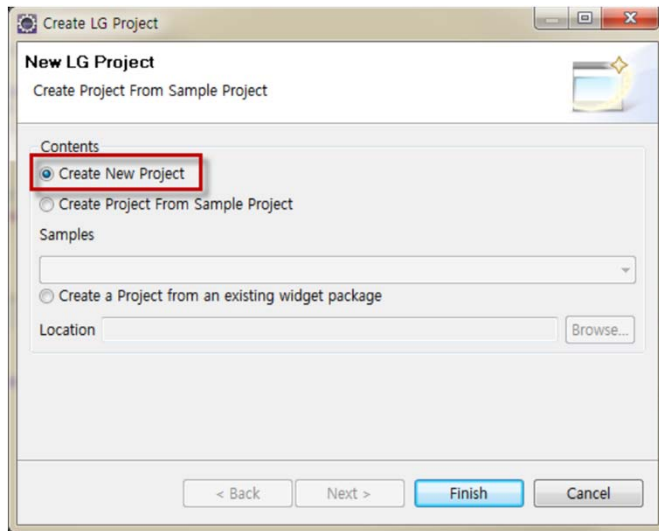 Create LG Project
New LG Project
Create Project From Sample Project
Contents
Create New Project
Create Project From Sample Project
Samples
Create a Project from an existing widget package
Location
Browse...
< Back
Next >
Finish
Cancel